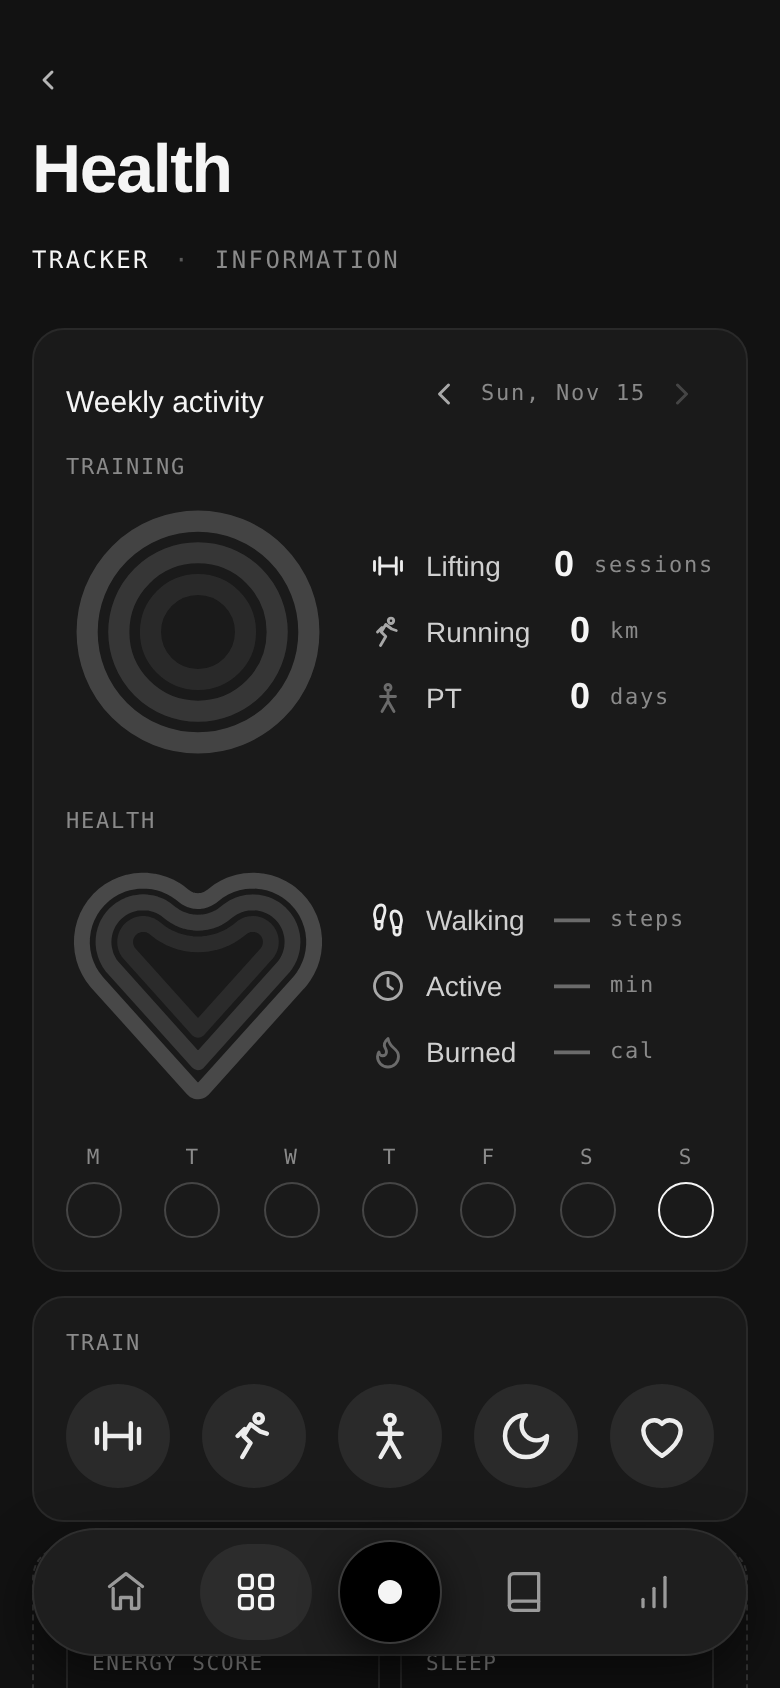 Health
TRACKER · INFORMATION
Weekly activity
Sun, Nov 15
TRAINING
Lifting 0 sessions
Running 0 km
PT 0 days
HEALTH
Walking — steps
Active — min
Burned — cal
M T W T F S S
TRAIN
ENERGY SCORE SLEEP